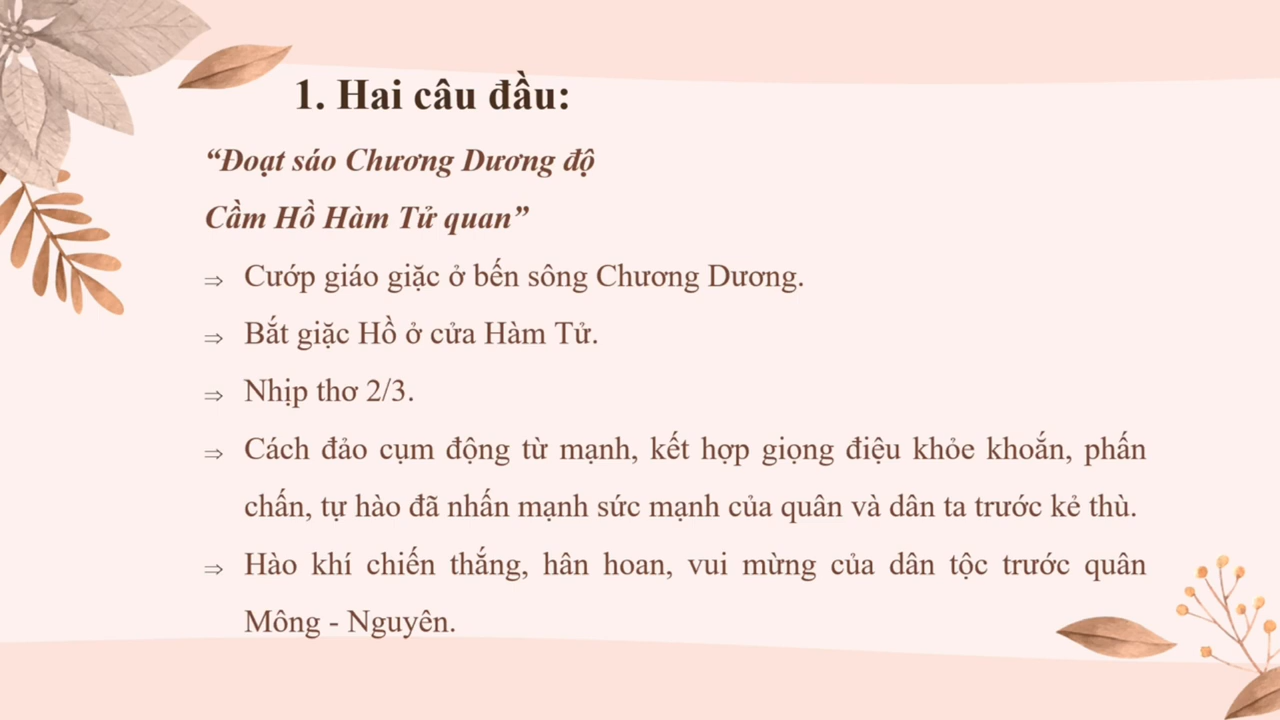 1. Hai câu đầu:
“Đoạt sáo Chương Dương độ
Cầm Hồ Hàm Tử quan”
⇒ Cướp giáo giặc ở bến sông Chương Dương.
⇒ Bắt giặc Hồ ở cửa Hàm Tử.
⇒ Nhịp thơ 2/3.
⇒ Cách đảo cụm động từ mạnh, kết hợp giọng điệu khỏe khoắn, phấn
chấn, tự hào đã nhấn mạnh sức mạnh của quân và dân ta trước kẻ thù.
⇒ Hào khí chiến thắng, hân hoan, vui mừng của dân tộc trước quân
Mông - Nguyên.